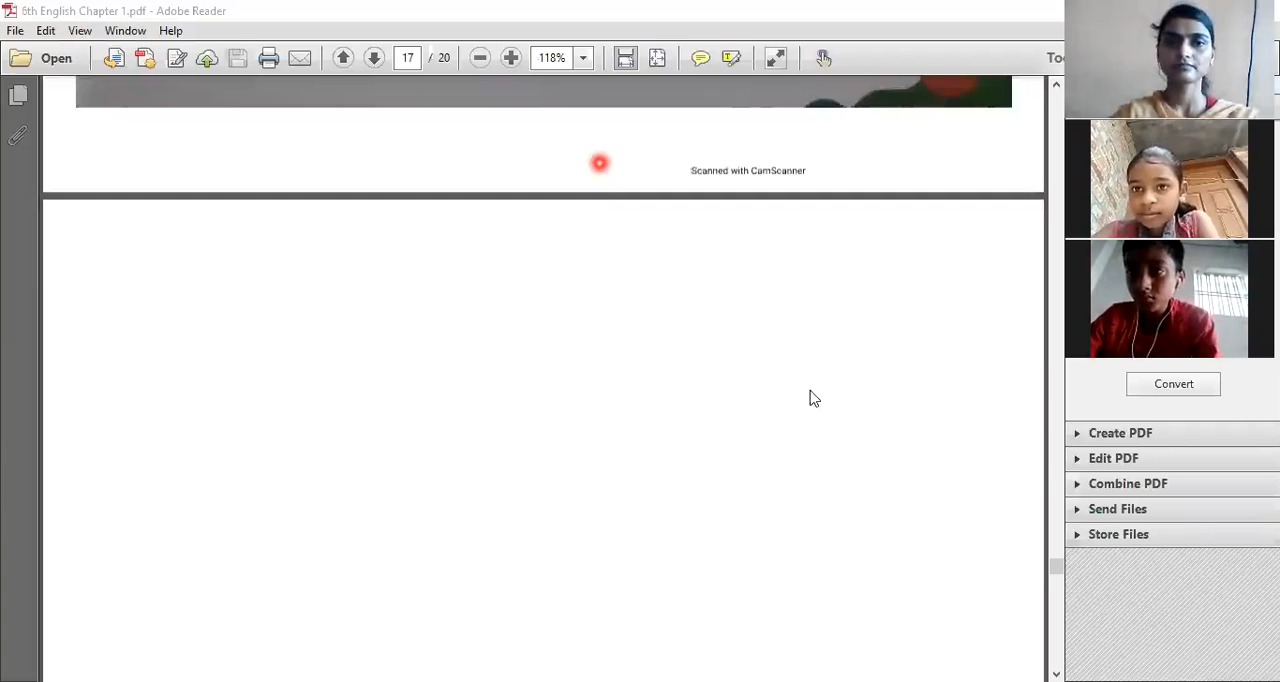 6th English Chapter 1.pdf - Adobe Reader
File Edit View Window Help
Open 17 / 20 118%
Scanned with CamScanner
Convert
Create PDF
Edit PDF
Combine PDF
Send Files
Store Files